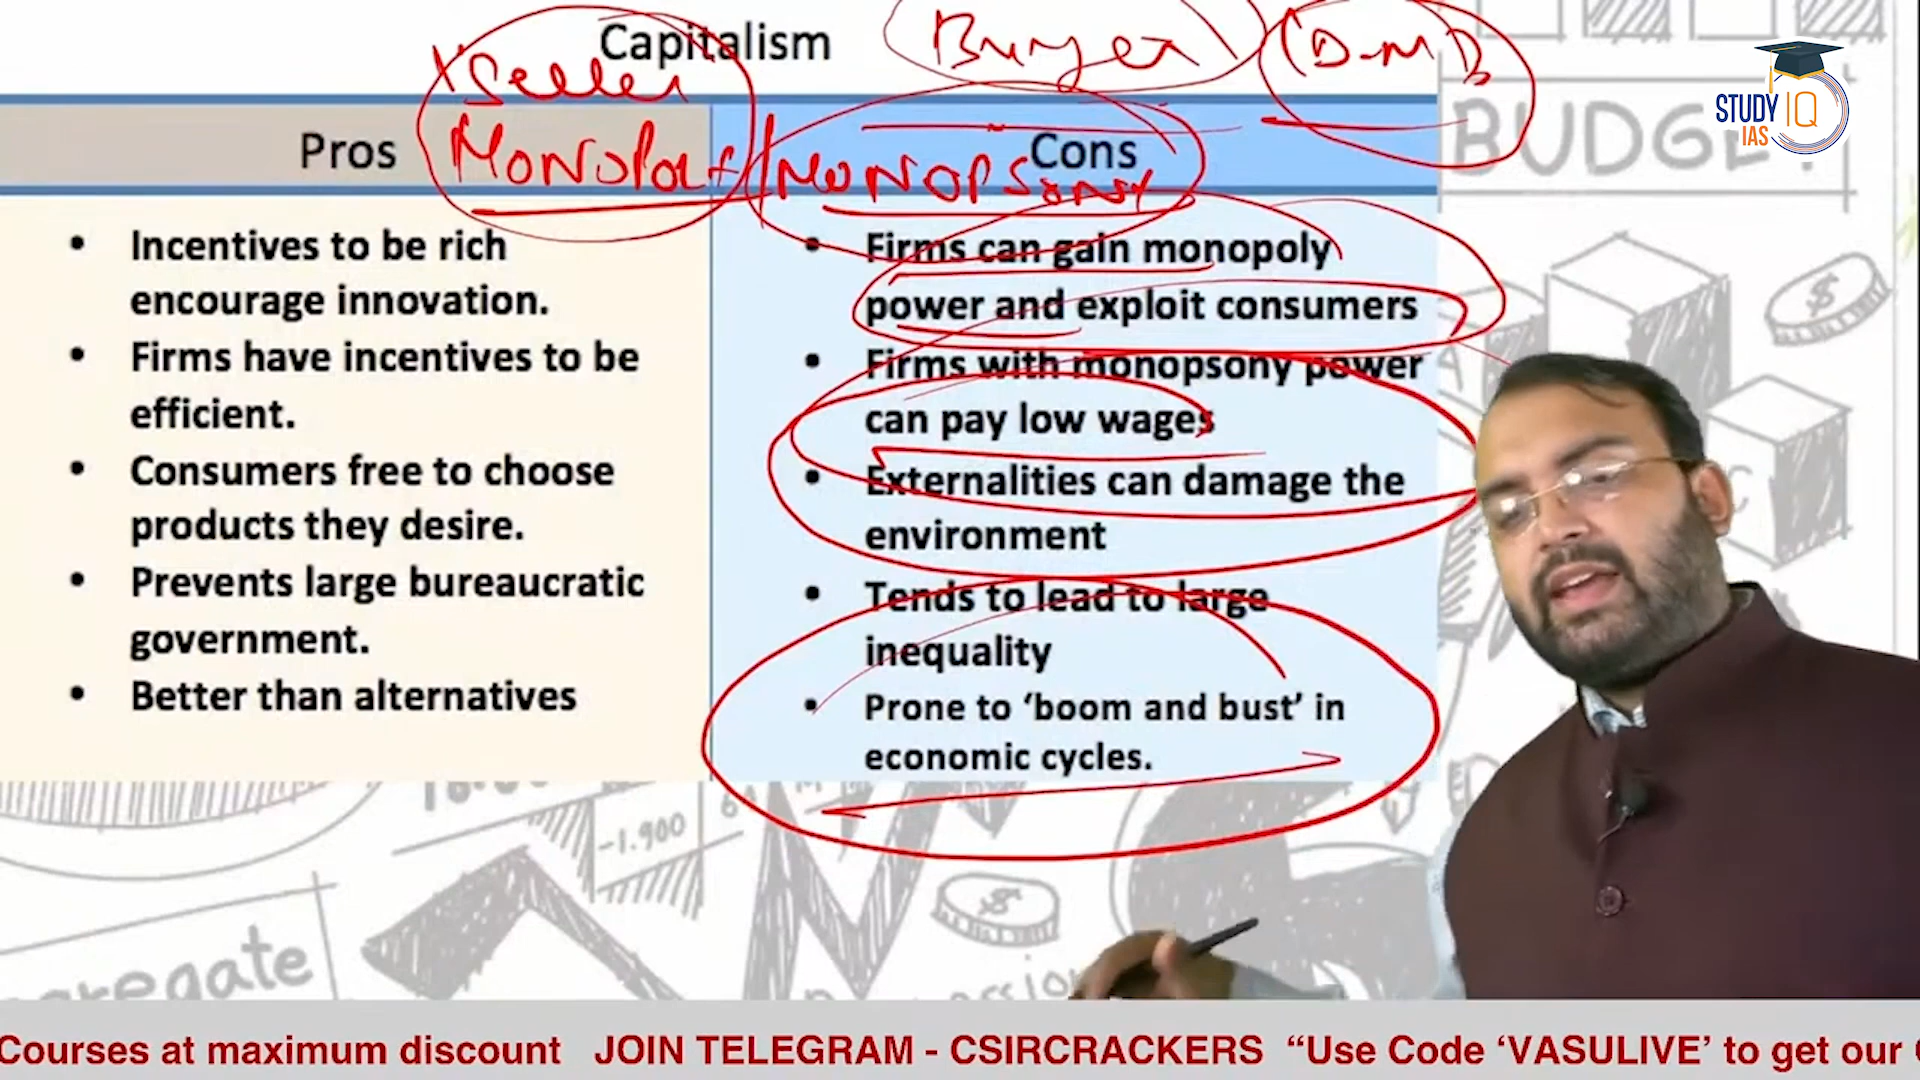 Capitalism
Seller
Buyer
(D-M)
STUDY IQ
IAS
BUDGET
Pros
Monopoly
Monopsony
Cons
• Incentives to be rich
encourage innovation.
• Firms have incentives to be
efficient.
• Consumers free to choose
products they desire.
• Prevents large bureaucratic
government.
• Better than alternatives
• Firms can gain monopoly
power and exploit consumers
• Firms with monopsony power
can pay low wages
• Externalities can damage the
environment
• Tends to lead to large
inequality
• Prone to ‘boom and bust’ in
economic cycles.
-1.900
Courses at maximum discount JOIN TELEGRAM - CSIRCRACKERS “Use Code ‘VASULIVE’ to get our